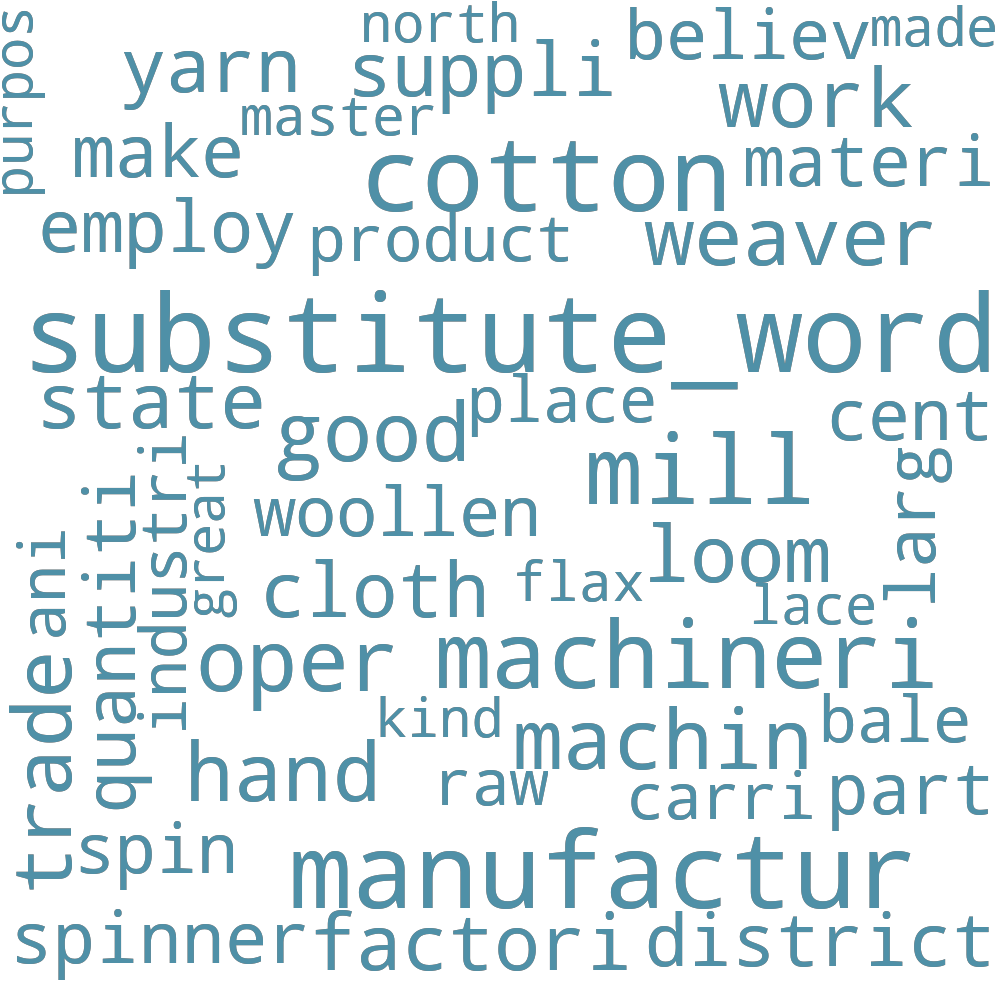 north
believ
made
purpos
yarn
suppli
work
master
make
cotton
materi
employ
product
weaver
substitute_word
state
place
good
cent
mill
larg
industri
great
quantiti
woollen
ani
loom
cloth
flax
lace
trade
oper
machineri
kind
machin
bale
hand
raw
carri
part
spin
manufactur
spinner
factori
district